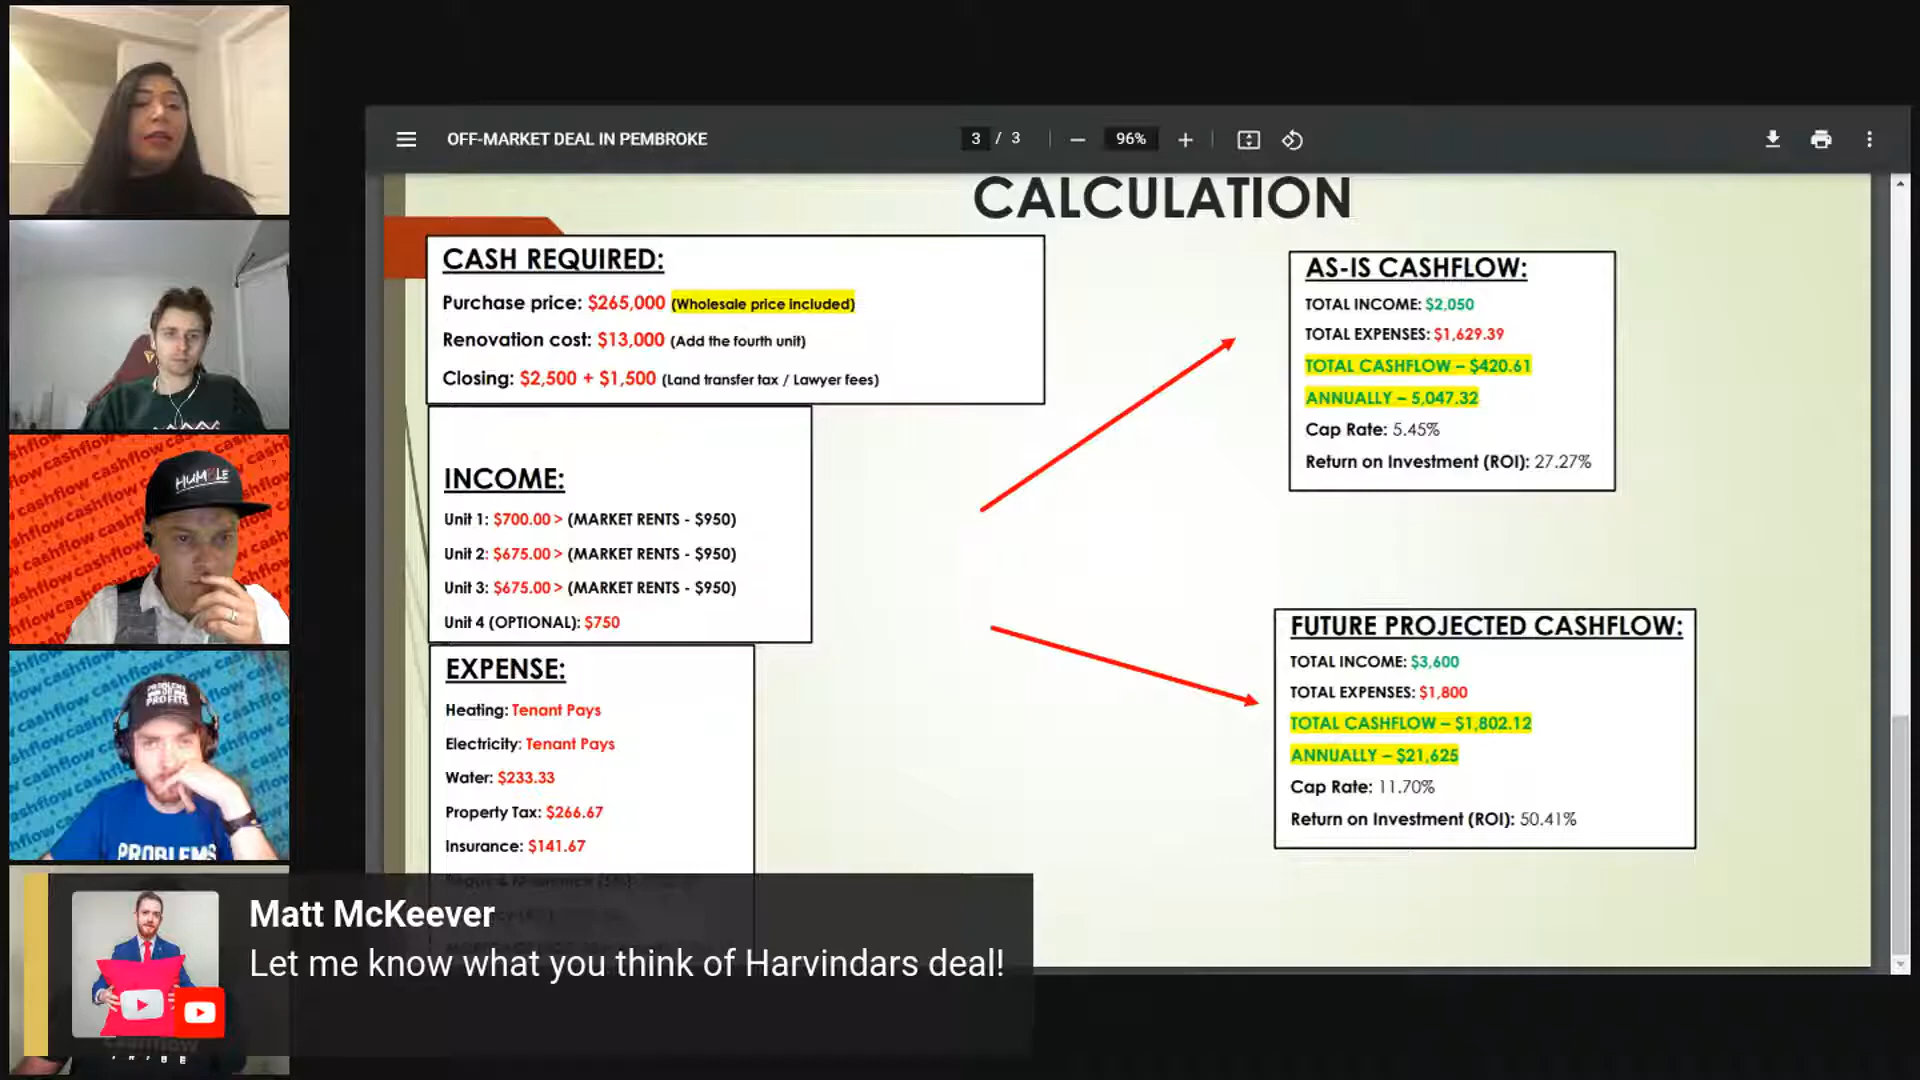 OFF-MARKET DEAL IN PEMBROKE
3 / 3
96%
CALCULATION
CASH REQUIRED:
Purchase price: $265,000 (Wholesale price included)
Renovation cost: $13,000 (Add the fourth unit)
Closing: $2,500 + $1,500 (Land transfer tax / Lawyer fees)
INCOME:
Unit 1: $700.00 > (MARKET RENTS - $950)
Unit 2: $675.00 > (MARKET RENTS - $950)
Unit 3: $675.00 > (MARKET RENTS - $950)
Unit 4 (OPTIONAL): $750
EXPENSE:
Heating: Tenant Pays
Electricity: Tenant Pays
Water: $233.33
Property Tax: $266.67
Insurance: $141.67
AS-IS CASHFLOW:
TOTAL INCOME: $2,050
TOTAL EXPENSES: $1,629.39
TOTAL CASHFLOW – $420.61
ANNUALLY – 5,047.32
Cap Rate: 5.45%
Return on Investment (ROI): 27.27%
FUTURE PROJECTED CASHFLOW:
TOTAL INCOME: $3,600
TOTAL EXPENSES: $1,800
TOTAL CASHFLOW – $1,802.12
ANNUALLY – $21,625
Cap Rate: 11.70%
Return on Investment (ROI): 50.41%
HUMBLE
cashflow
PROBLEMS
OR
PROFITS
cashflow
PROBLEMS
Matt McKeever
Let me know what you think of Harvindars deal!